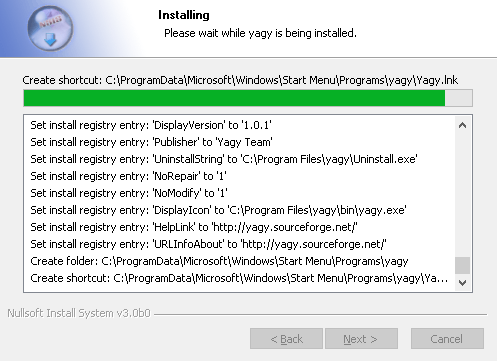 Installing
Please wait while yagy is being installed.
Create shortcut: C:\ProgramData\Microsoft\Windows\Start Menu\Programs\yagy\Yagy.lnk
Set install registry entry: 'DisplayVersion' to '1.0.1'
Set install registry entry: 'Publisher' to 'Yagy Team'
Set install registry entry: 'UninstallString' to 'C:\Program Files\yagy\Uninstall.exe'
Set install registry entry: 'NoRepair' to '1'
Set install registry entry: 'NoModify' to '1'
Set install registry entry: 'DisplayIcon' to 'C:\Program Files\yagy\bin\yagy.exe'
Set install registry entry: 'HelpLink' to 'http://yagy.sourceforge.net/'
Set install registry entry: 'URLInfoAbout' to 'http://yagy.sourceforge.net/'
Create folder: C:\ProgramData\Microsoft\Windows\Start Menu\Programs\yagy
Create shortcut: C:\ProgramData\Microsoft\Windows\Start Menu\Programs\yagy\Ya...
Nullsoft Install System v3.0b0
< Back
Next >
Cancel